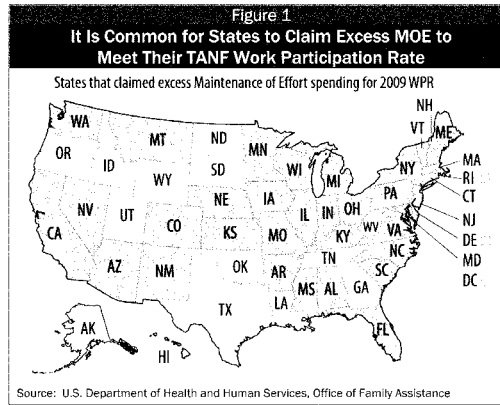 Figure 1
It Is Common for States to Claim Excess MOE to
Meet Their TANF Work Participation Rate
States that claimed excess Maintenance of Effort spending for 2009 WPR
NH
VT
WA
MT
ND
MN
ME
OR
ID
SD
WI
MI
NY
MA
RI
CT
WY
NE
IA
PA
NV
UT
CO
IL
IN
OH
NJ
DE
MD
DC
CA
KS
MO
KY
WV
VA
NC
AZ
NM
OK
AR
TN
SC
MS
AL
GA
TX
LA
AK
HI
FL
Source: U.S. Department of Health and Human Services, Office of Family Assistance